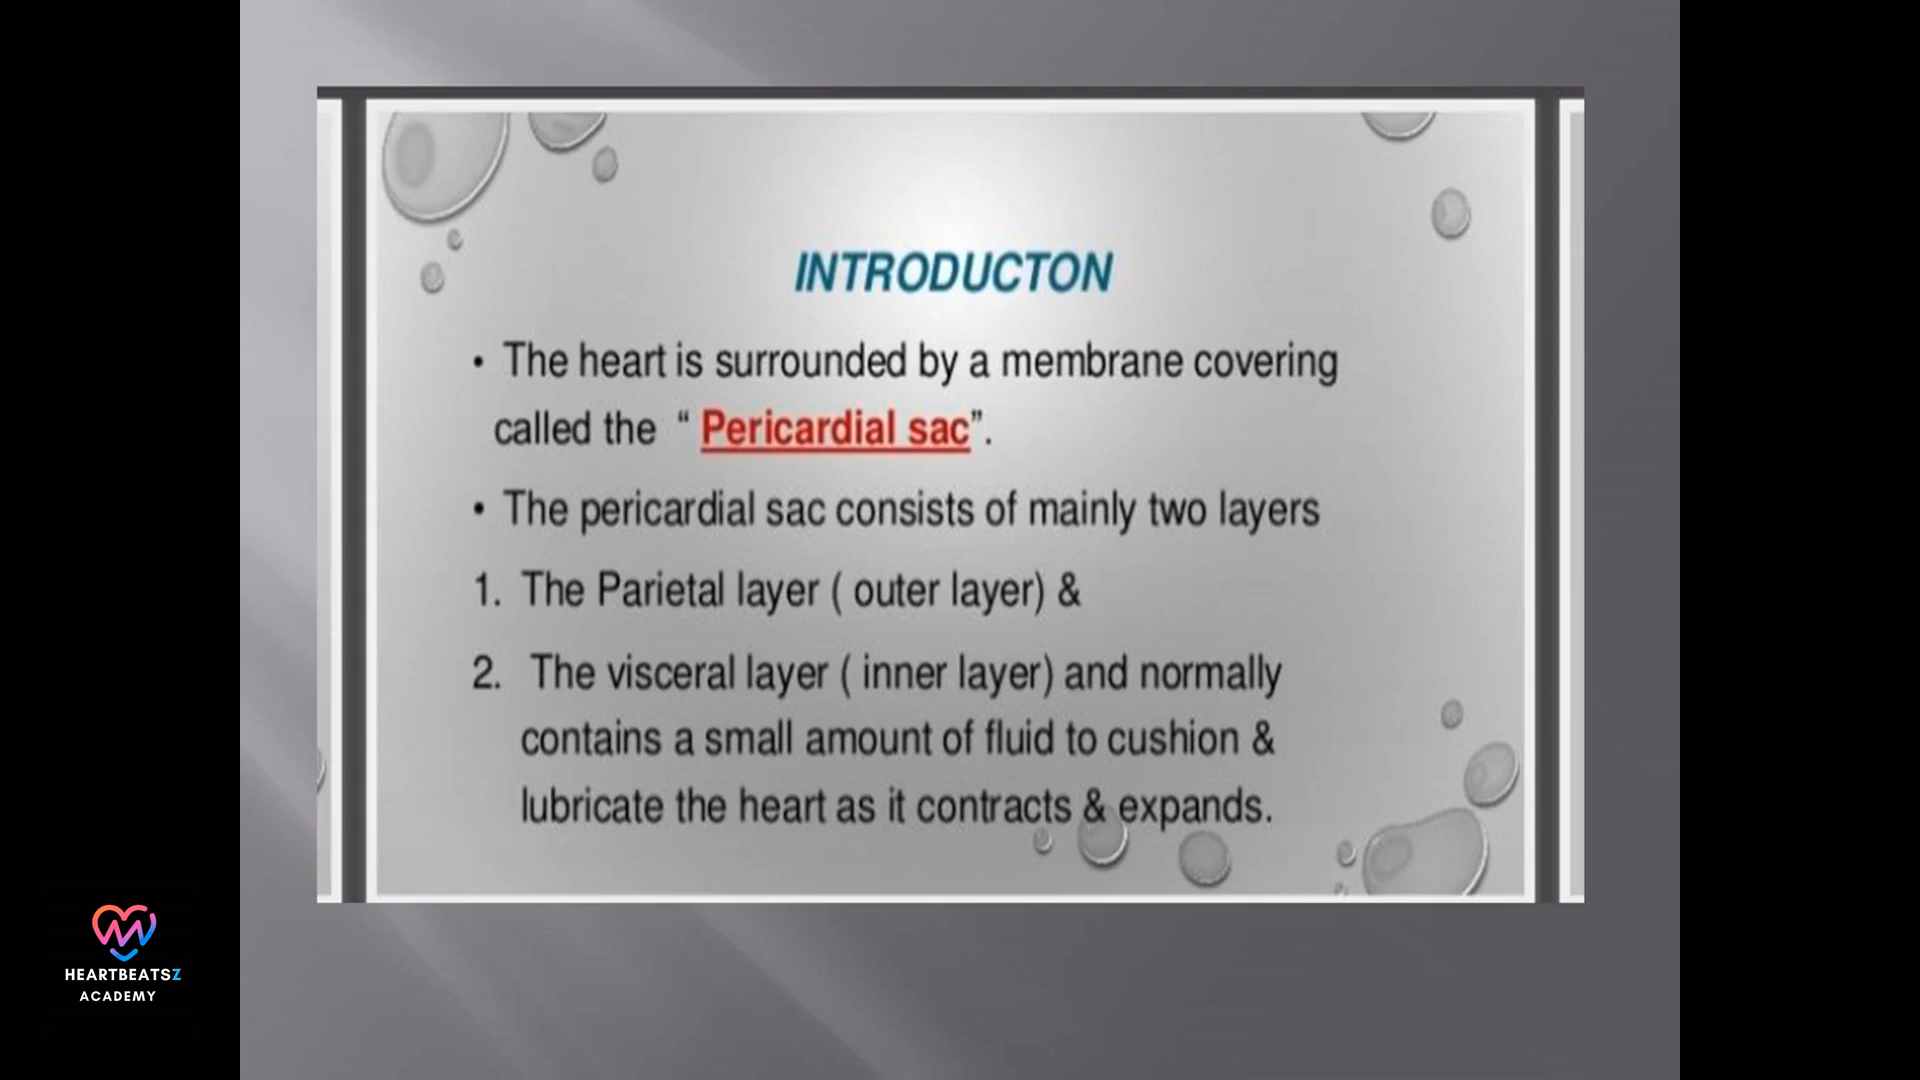 INTRODUCTON
• The heart is surrounded by a membrane covering
called the “ Pericardial sac”.
• The pericardial sac consists of mainly two layers
1. The Parietal layer ( outer layer) &
2. The visceral layer ( inner layer) and normally
contains a small amount of fluid to cushion &
lubricate the heart as it contracts & expands.
HEARTBEATSZ
ACADEMY